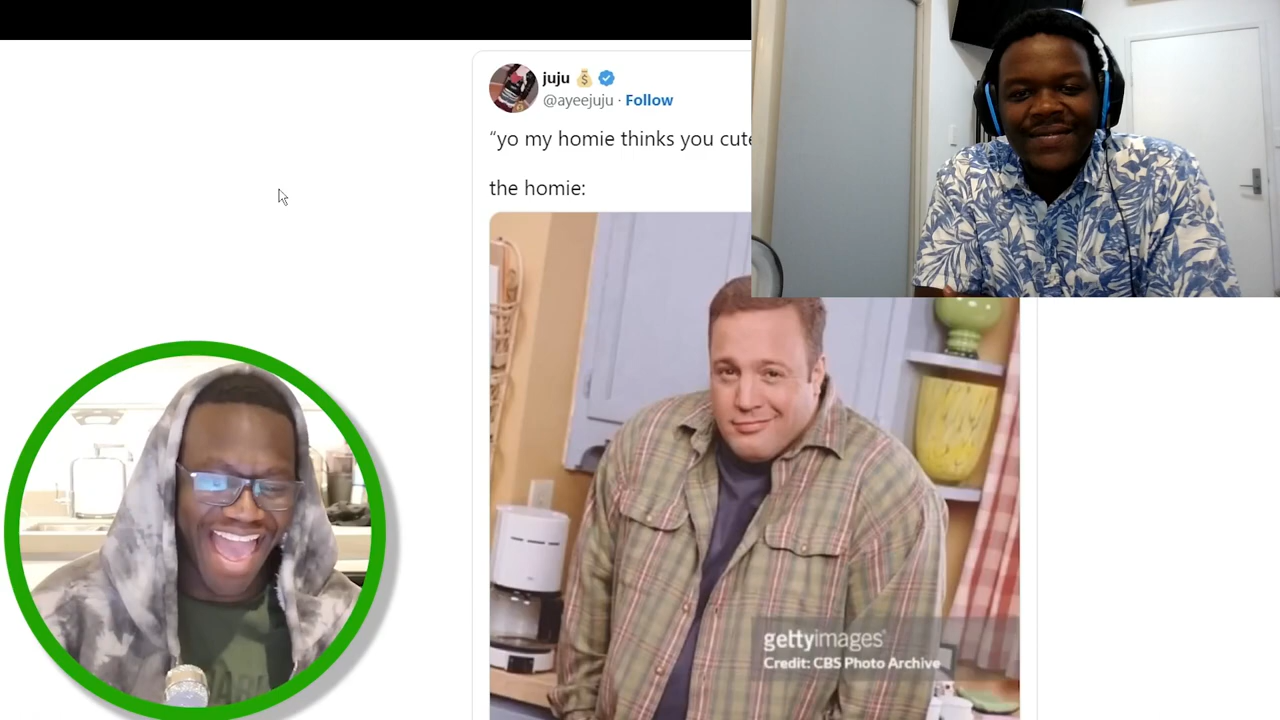 juju 💰
@ayeejuju · Follow
“yo my homie thinks you cute
the homie:
gettyimages®
Credit: CBS Photo Archive